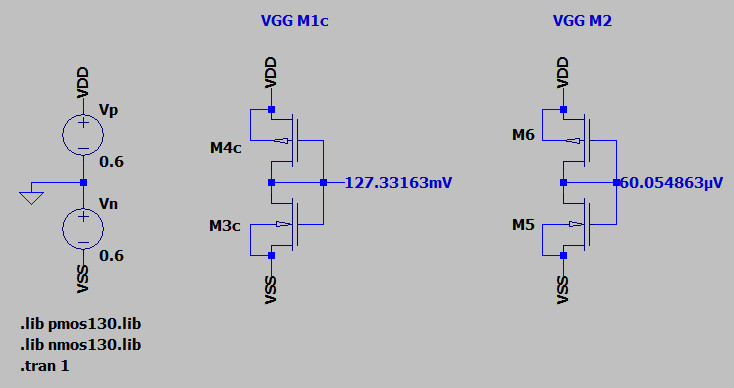 VGG M1c
VGG M2
VDD
VDD
VDD
Vp
M4c
M6
0.6
127.33163mV
60.054863µV
Vn
M3c
M5
0.6
VSS
VSS
VSS
.lib pmos130.lib
.lib nmos130.lib
.tran 1